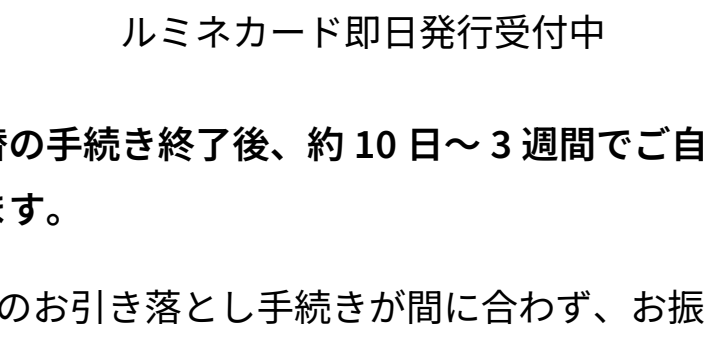 ルミネカード即日発行受付中
の手続き終了後、約 10 日〜 3 週間でご自
ます。
のお引き落とし手続きが間に合わず、お振